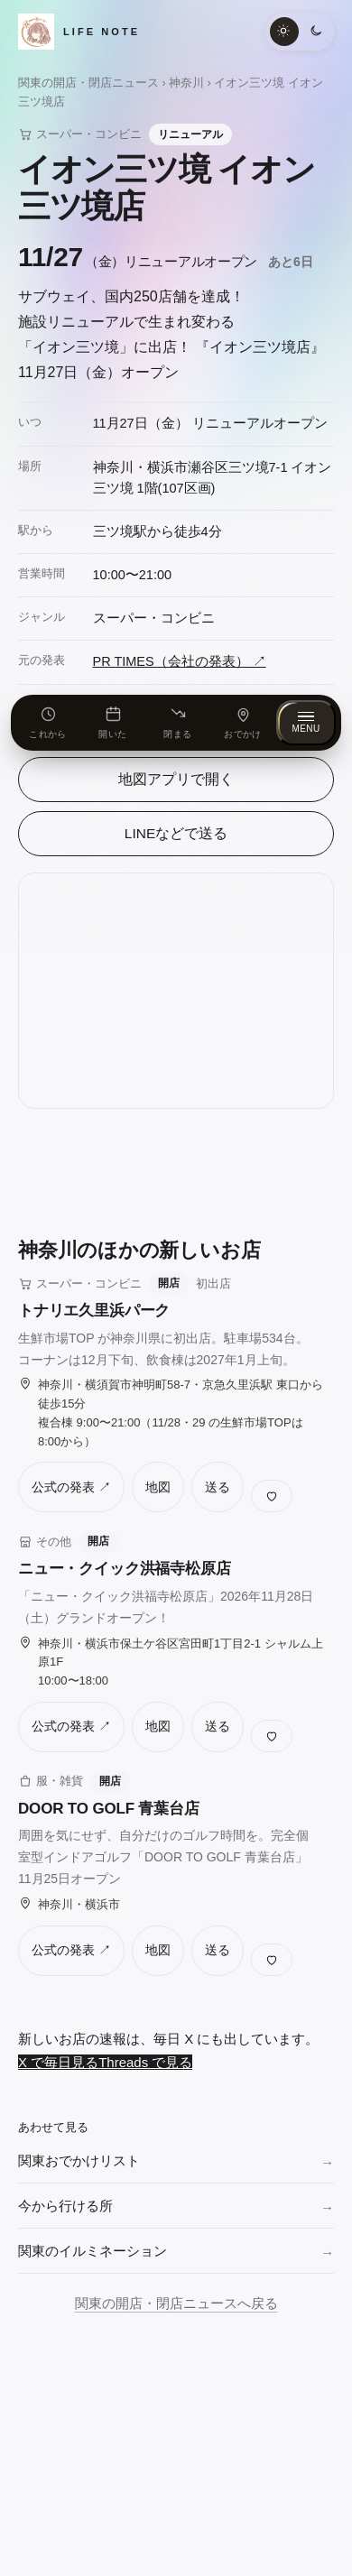 LIFE NOTE
関東の開店・閉店ニュース › 神奈川 › イオン三ツ境 イオン
三ツ境店
スーパー・コンビニ リニューアル
イオン三ツ境 イオン
三ツ境店
11/27（金）リニューアルオープン あと6日
サブウェイ、国内250店舗を達成！
施設リニューアルで生まれ変わる
「イオン三ツ境」に出店！『イオン三ツ境店』
11月27日（金）オープン
いつ 11月27日（金） リニューアルオープン
場所 神奈川・横浜市瀬谷区三ツ境7-1 イオン
三ツ境 1階(107区画)
駅から 三ツ境駅から徒歩4分
営業時間 10:00〜21:00
ジャンル スーパー・コンビニ
元の発表 PR TIMES（会社の発表） ↗
これから 開いた 閉まる おでかけ MENU
地図アプリで開く
LINEなどで送る
神奈川のほかの新しいお店
スーパー・コンビニ 開店 初出店
トナリエ久里浜パーク
生鮮市場TOP が神奈川県に初出店。駐車場534台。
コーナンは12月下旬、飲食棟は2027年1月上旬。
神奈川・横須賀市神明町58-7・京急久里浜駅 東口から
徒歩15分
複合棟 9:00〜21:00（11/28・29 の生鮮市場TOPは
8:00から）
公式の発表 ↗ 地図 送る
その他 開店
ニュー・クイック洪福寺松原店
「ニュー・クイック洪福寺松原店」2026年11月28日
（土）グランドオープン！
神奈川・横浜市保土ケ谷区宮田町1丁目2-1 シャルム上
原1F
10:00〜18:00
公式の発表 ↗ 地図 送る
服・雑貨 開店
DOOR TO GOLF 青葉台店
周囲を気にせず、自分だけのゴルフ時間を。完全個
室型インドアゴルフ「DOOR TO GOLF 青葉台店」
11月25日オープン
神奈川・横浜市
公式の発表 ↗ 地図 送る
新しいお店の速報は、毎日 X にも出しています。
X で毎日見るThreads で見る
あわせて見る
関東おでかけリスト →
今から行ける所 →
関東のイルミネーション →
関東の開店・閉店ニュースへ戻る